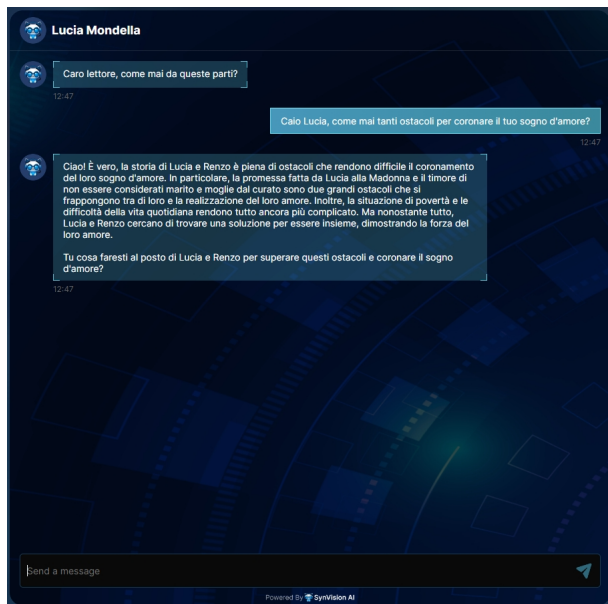 Lucia Mondella
Caro lettore, come mai da queste parti?
12:47
Caio Lucia, come mai tanti ostacoli per coronare il tuo sogno d'amore?
12:47
Ciao! È vero, la storia di Lucia e Renzo è piena di ostacoli che rendono difficile il coronamento
del loro sogno d'amore. In particolare, la promessa fatta da Lucia alla Madonna e il timore di
non essere considerati marito e moglie dal curato sono due grandi ostacoli che si
frappongono tra di loro e la realizzazione del loro amore. Inoltre, la situazione di povertà e le
difficoltà della vita quotidiana rendono tutto ancora più complicato. Ma nonostante tutto,
Lucia e Renzo cercano di trovare una soluzione per essere insieme, dimostrando la forza del
loro amore.
Tu cosa faresti al posto di Lucia e Renzo per superare questi ostacoli e coronare il sogno
d'amore?
12:47
Send a message
Powered By SynVision AI